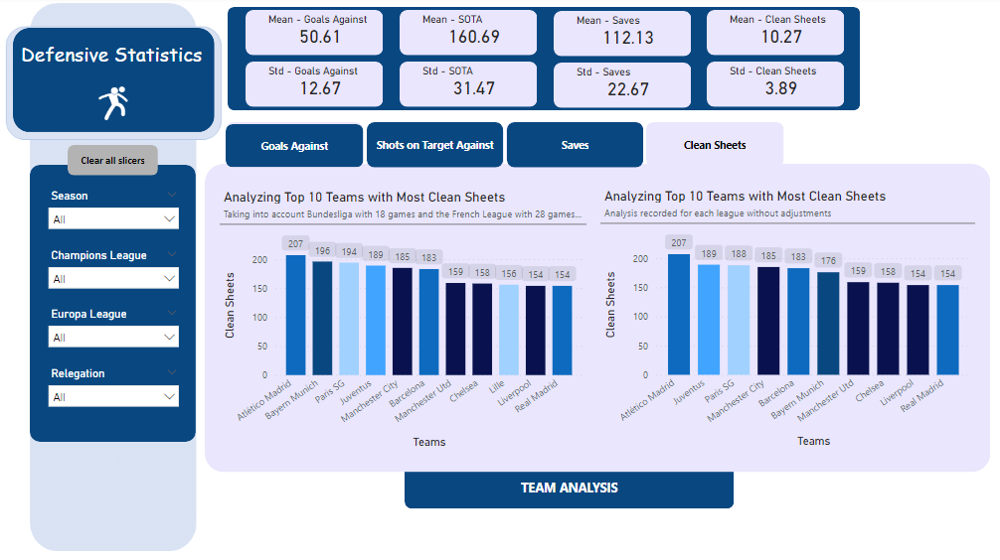 Defensive Statistics
Clear all slicers
Season
All
Champions League
All
Europa League
All
Relegation
All
Mean - Goals Against
50.61
Mean - SOTA
160.69
Mean - Saves
112.13
Mean - Clean Sheets
10.27
Std - Goals Against
12.67
Std - SOTA
31.47
Std - Saves
22.67
Std - Clean Sheets
3.89
Goals Against
Shots on Target Against
Saves
Clean Sheets
Analyzing Top 10 Teams with Most Clean Sheets
Taking into account Bundesliga with 18 games and the French League with 28 games...
Clean Sheets
200
150
100
50
0
207
196
194
189
185
183
159
158
156
154
154
Atlético Madrid
Bayern Munich
Paris SG
Juventus
Manchester City
Barcelona
Manchester Utd
Chelsea
Lille
Liverpool
Real Madrid
Teams
Analyzing Top 10 Teams with Most Clean Sheets
Analysis recorded for each league without adjustments
Clean Sheets
200
150
100
50
0
207
189
188
185
183
176
159
158
154
154
Atlético Madrid
Juventus
Paris SG
Manchester City
Barcelona
Bayern Munich
Manchester Utd
Chelsea
Liverpool
Real Madrid
Teams
TEAM ANALYSIS